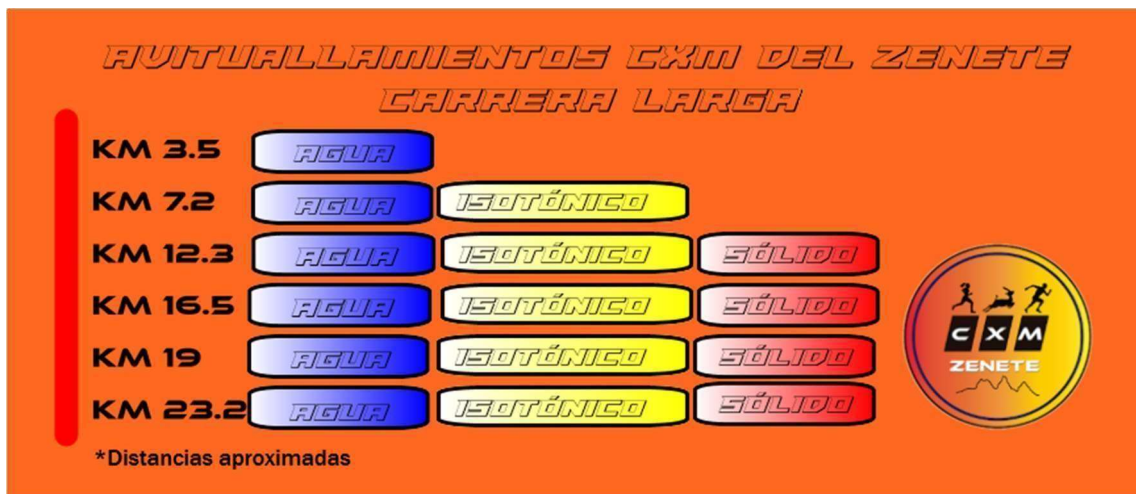 AVITUALLAMIENTOS CXM DEL ZENETE
CARRERA LARGA
KM 3.5 AGUA
KM 7.2 AGUA ISOTÓNICO
KM 12.3 AGUA ISOTÓNICO SÓLIDO
KM 16.5 AGUA ISOTÓNICO SÓLIDO
KM 19 AGUA ISOTÓNICO SÓLIDO
KM 23.2 AGUA ISOTÓNICO SÓLIDO
*Distancias aproximadas
CXM
ZENETE